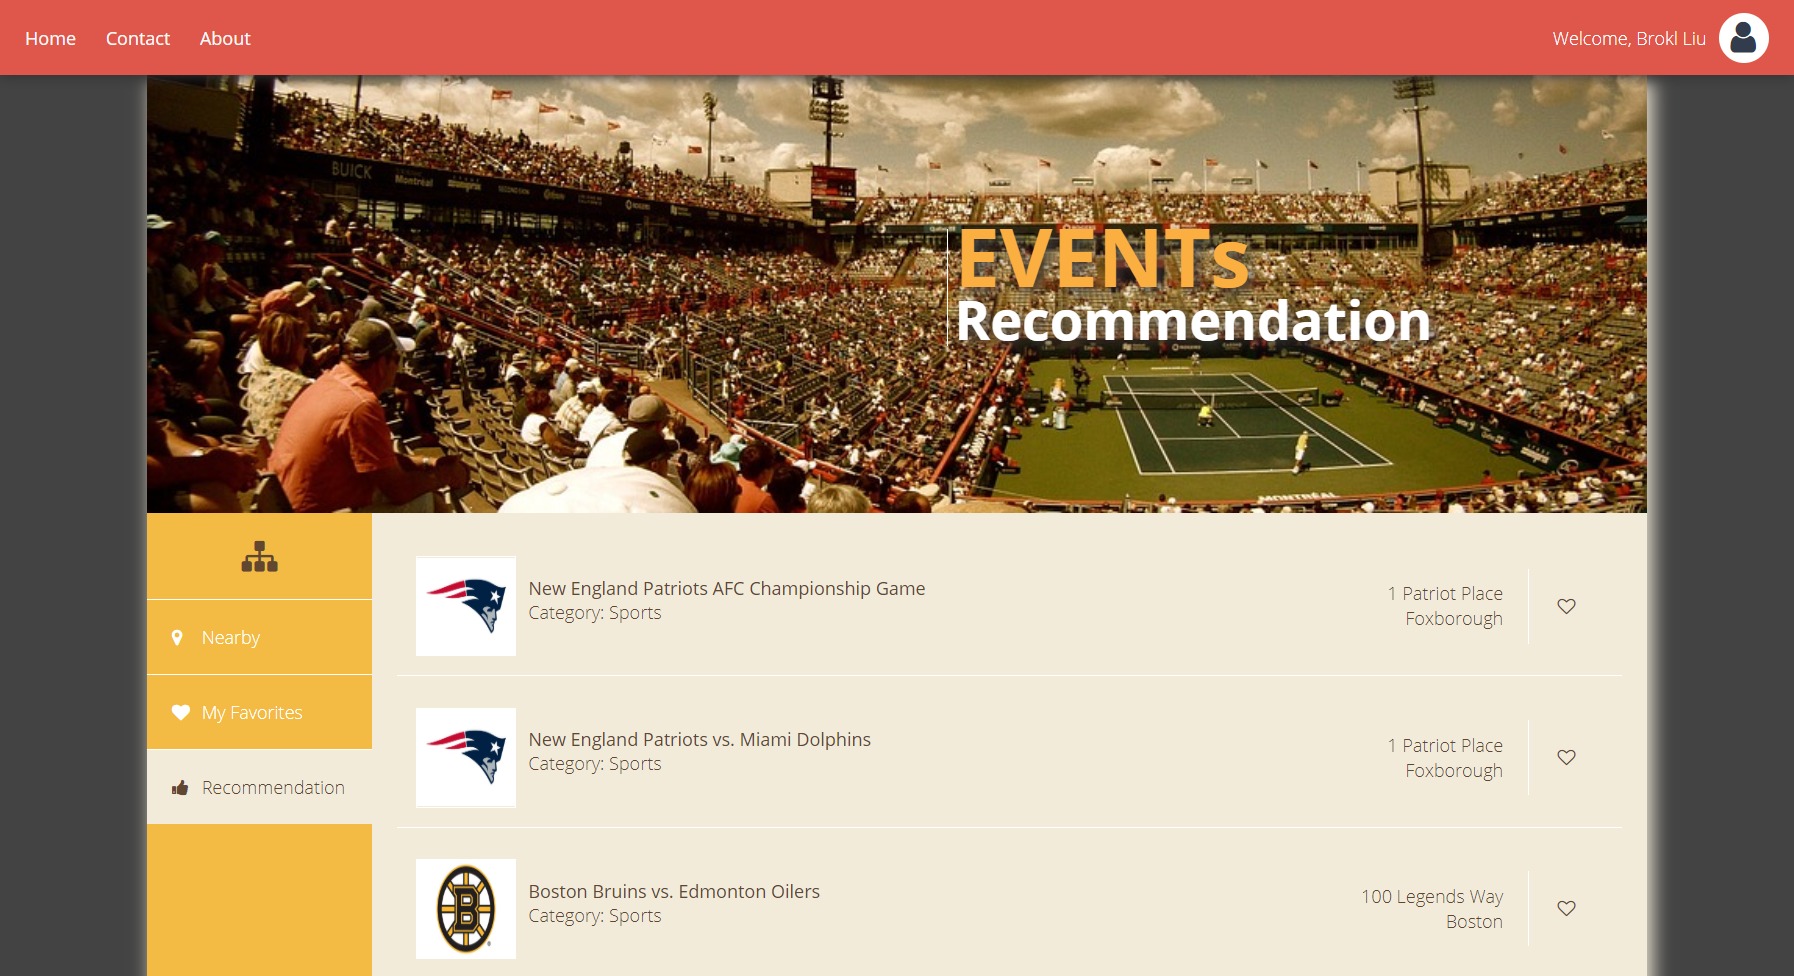 Home
Contact
About
Welcome, Brokl Liu
BUICK
Montréal
EVENTs
Recommendation
MONTRÉAL
Nearby
My Favorites
Recommendation
New England Patriots AFC Championship Game
Category: Sports
1 Patriot Place
Foxborough
New England Patriots vs. Miami Dolphins
Category: Sports
1 Patriot Place
Foxborough
B
Boston Bruins vs. Edmonton Oilers
Category: Sports
100 Legends Way
Boston